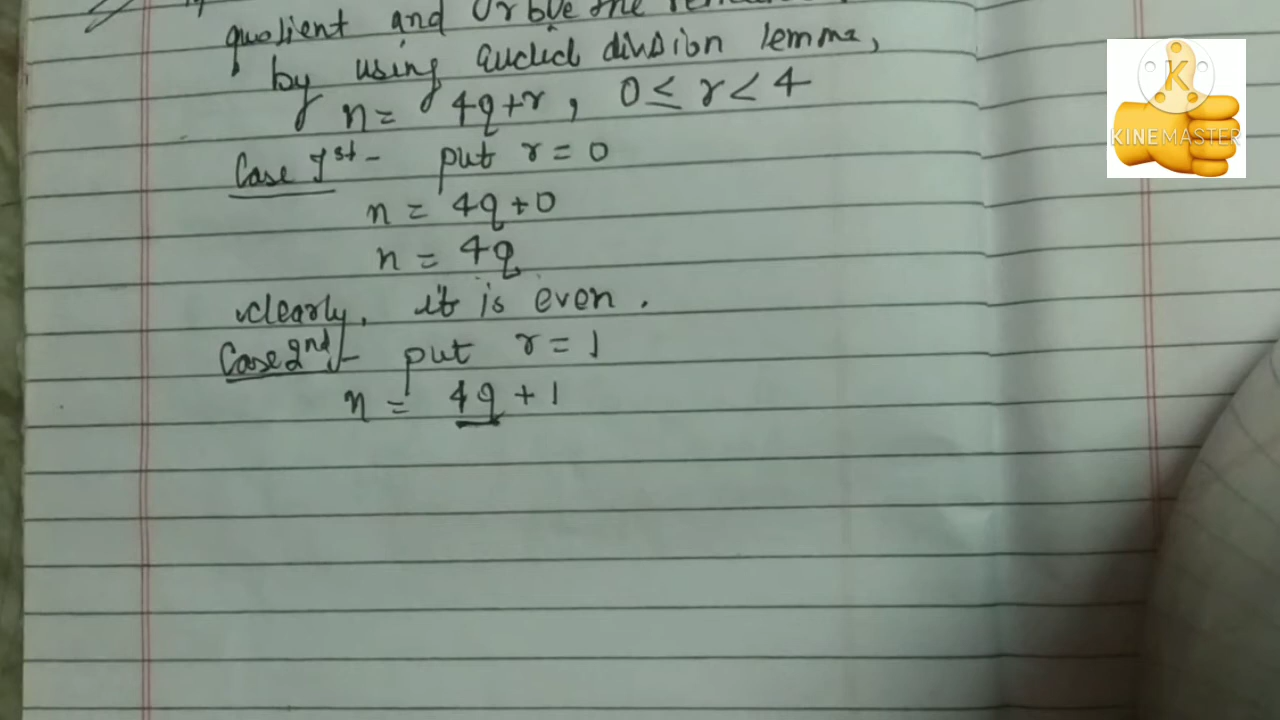 quotient and r be the
by using Euclid division lemma,
n = 4q+r, 0 ≤ r < 4
Case Ist - put r = 0
n = 4q + 0
n = 4q
clearly, it is even.
Case 2nd - put r = 1
n = 4q + 1
K
KINEMASTER